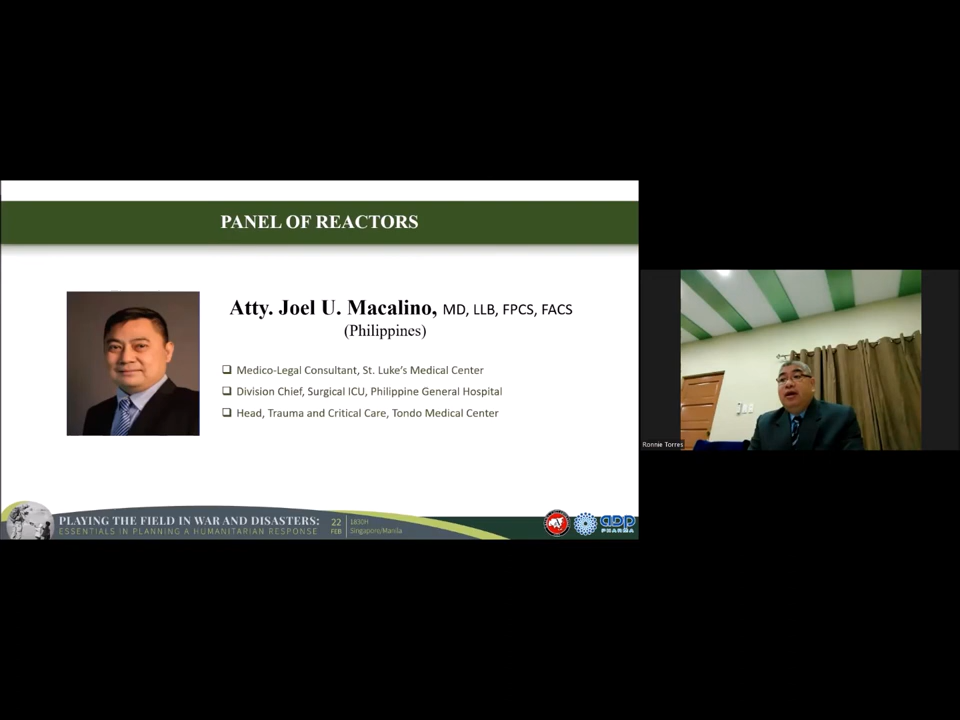 PANEL OF REACTORS
Atty. Joel U. Macalino, MD, LLB, FPCS, FACS
(Philippines)
Medico-Legal Consultant, St. Luke's Medical Center
Division Chief, Surgical ICU, Philippine General Hospital
Head, Trauma and Critical Care, Tondo Medical Center
Ronnie Torres
PLAYING THE FIELD IN WAR AND DISASTERS:
ESSENTIALS IN PLANNING A HUMANITARIAN RESPONSE
22
FEB
1830H
Singapore/Manila
PHARMA